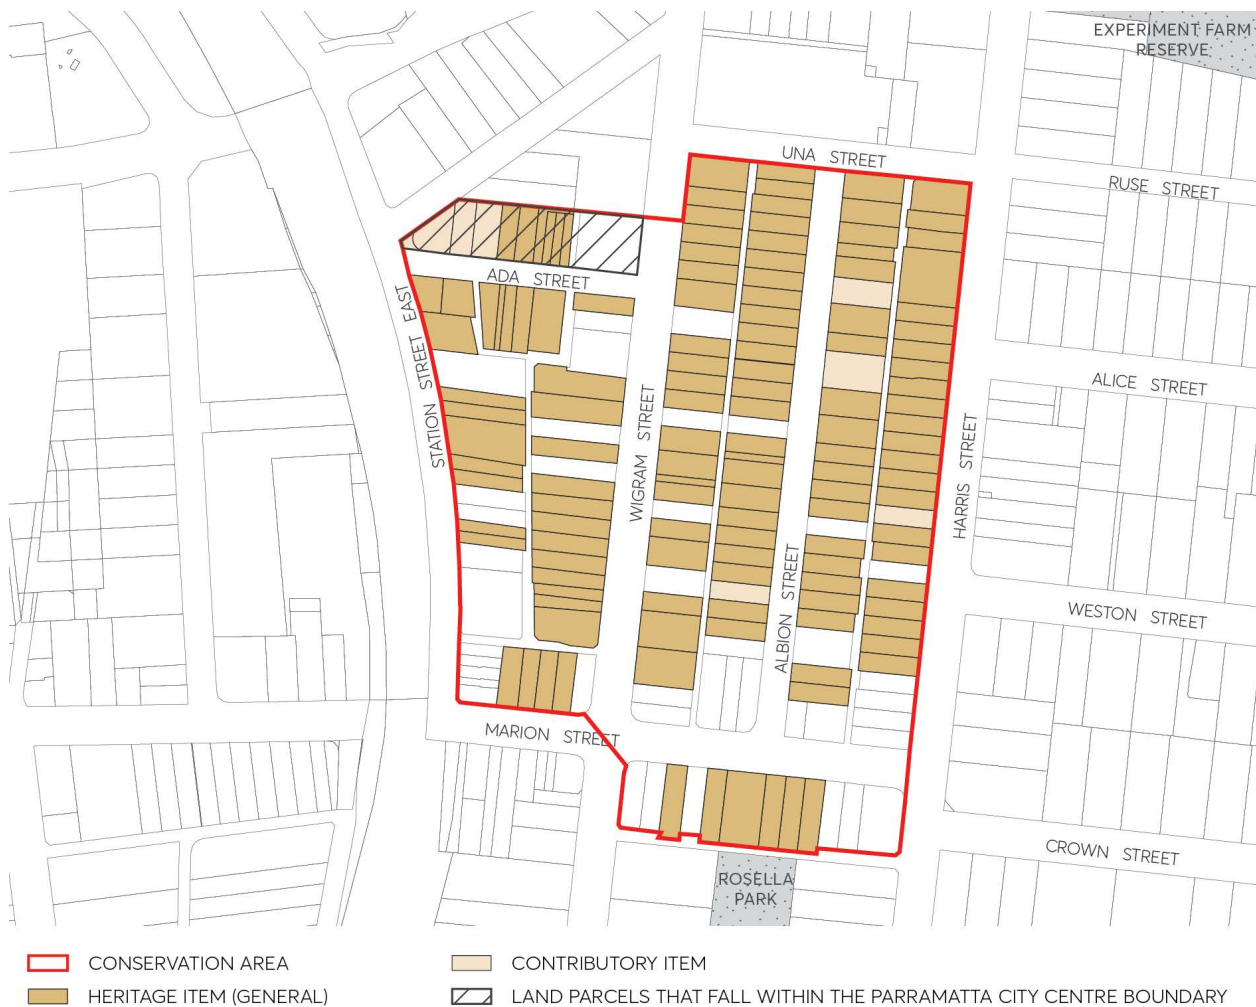 EXPERIMENT FARM
RESERVE
UNA STREET
RUSE STREET
ADA STREET
STATION STREET EAST
ALICE STREET
WIGRAM STREET
HARRIS STREET
ALBION STREET
WESTON STREET
MARION STREET
CROWN STREET
ROSELLA
PARK
CONSERVATION AREA
CONTRIBUTORY ITEM
HERITAGE ITEM (GENERAL)
LAND PARCELS THAT FALL WITHIN THE PARRAMATTA CITY CENTRE BOUNDARY